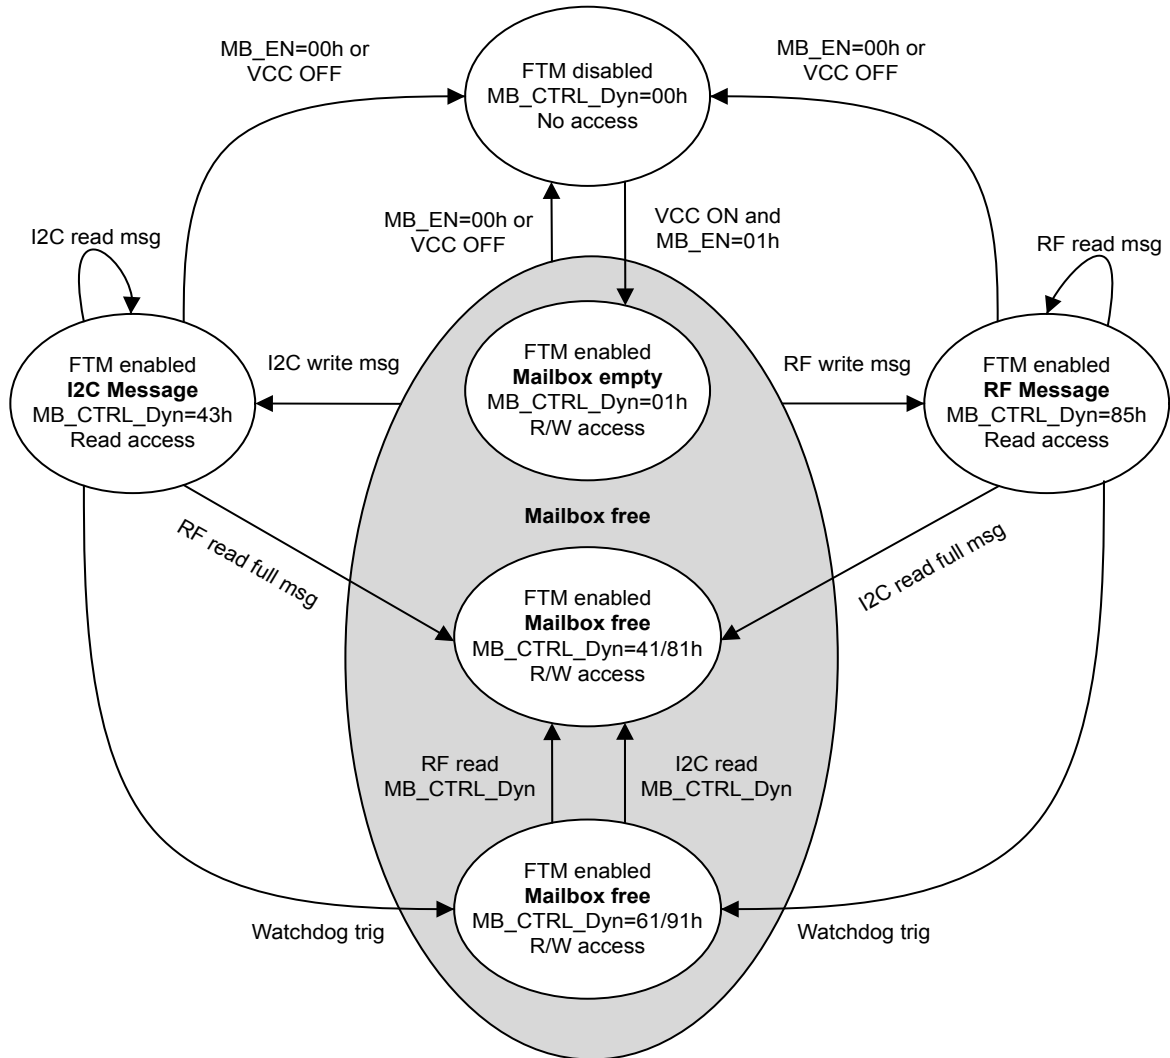 MB_EN=00h or
VCC OFF
FTM disabled
MB_CTRL_Dyn=00h
No access
MB_EN=00h or
VCC OFF
MB_EN=00h or
VCC OFF
VCC ON and
MB_EN=01h
I2C read msg
RF read msg
FTM enabled
I2C Message
MB_CTRL_Dyn=43h
Read access
I2C write msg
FTM enabled
Mailbox empty
MB_CTRL_Dyn=01h
R/W access
RF write msg
FTM enabled
RF Message
MB_CTRL_Dyn=85h
Read access
Mailbox free
RF read full msg
I2C read full msg
FTM enabled
Mailbox free
MB_CTRL_Dyn=41/81h
R/W access
RF read
MB_CTRL_Dyn
I2C read
MB_CTRL_Dyn
FTM enabled
Mailbox free
MB_CTRL_Dyn=61/91h
R/W access
Watchdog trig
Watchdog trig